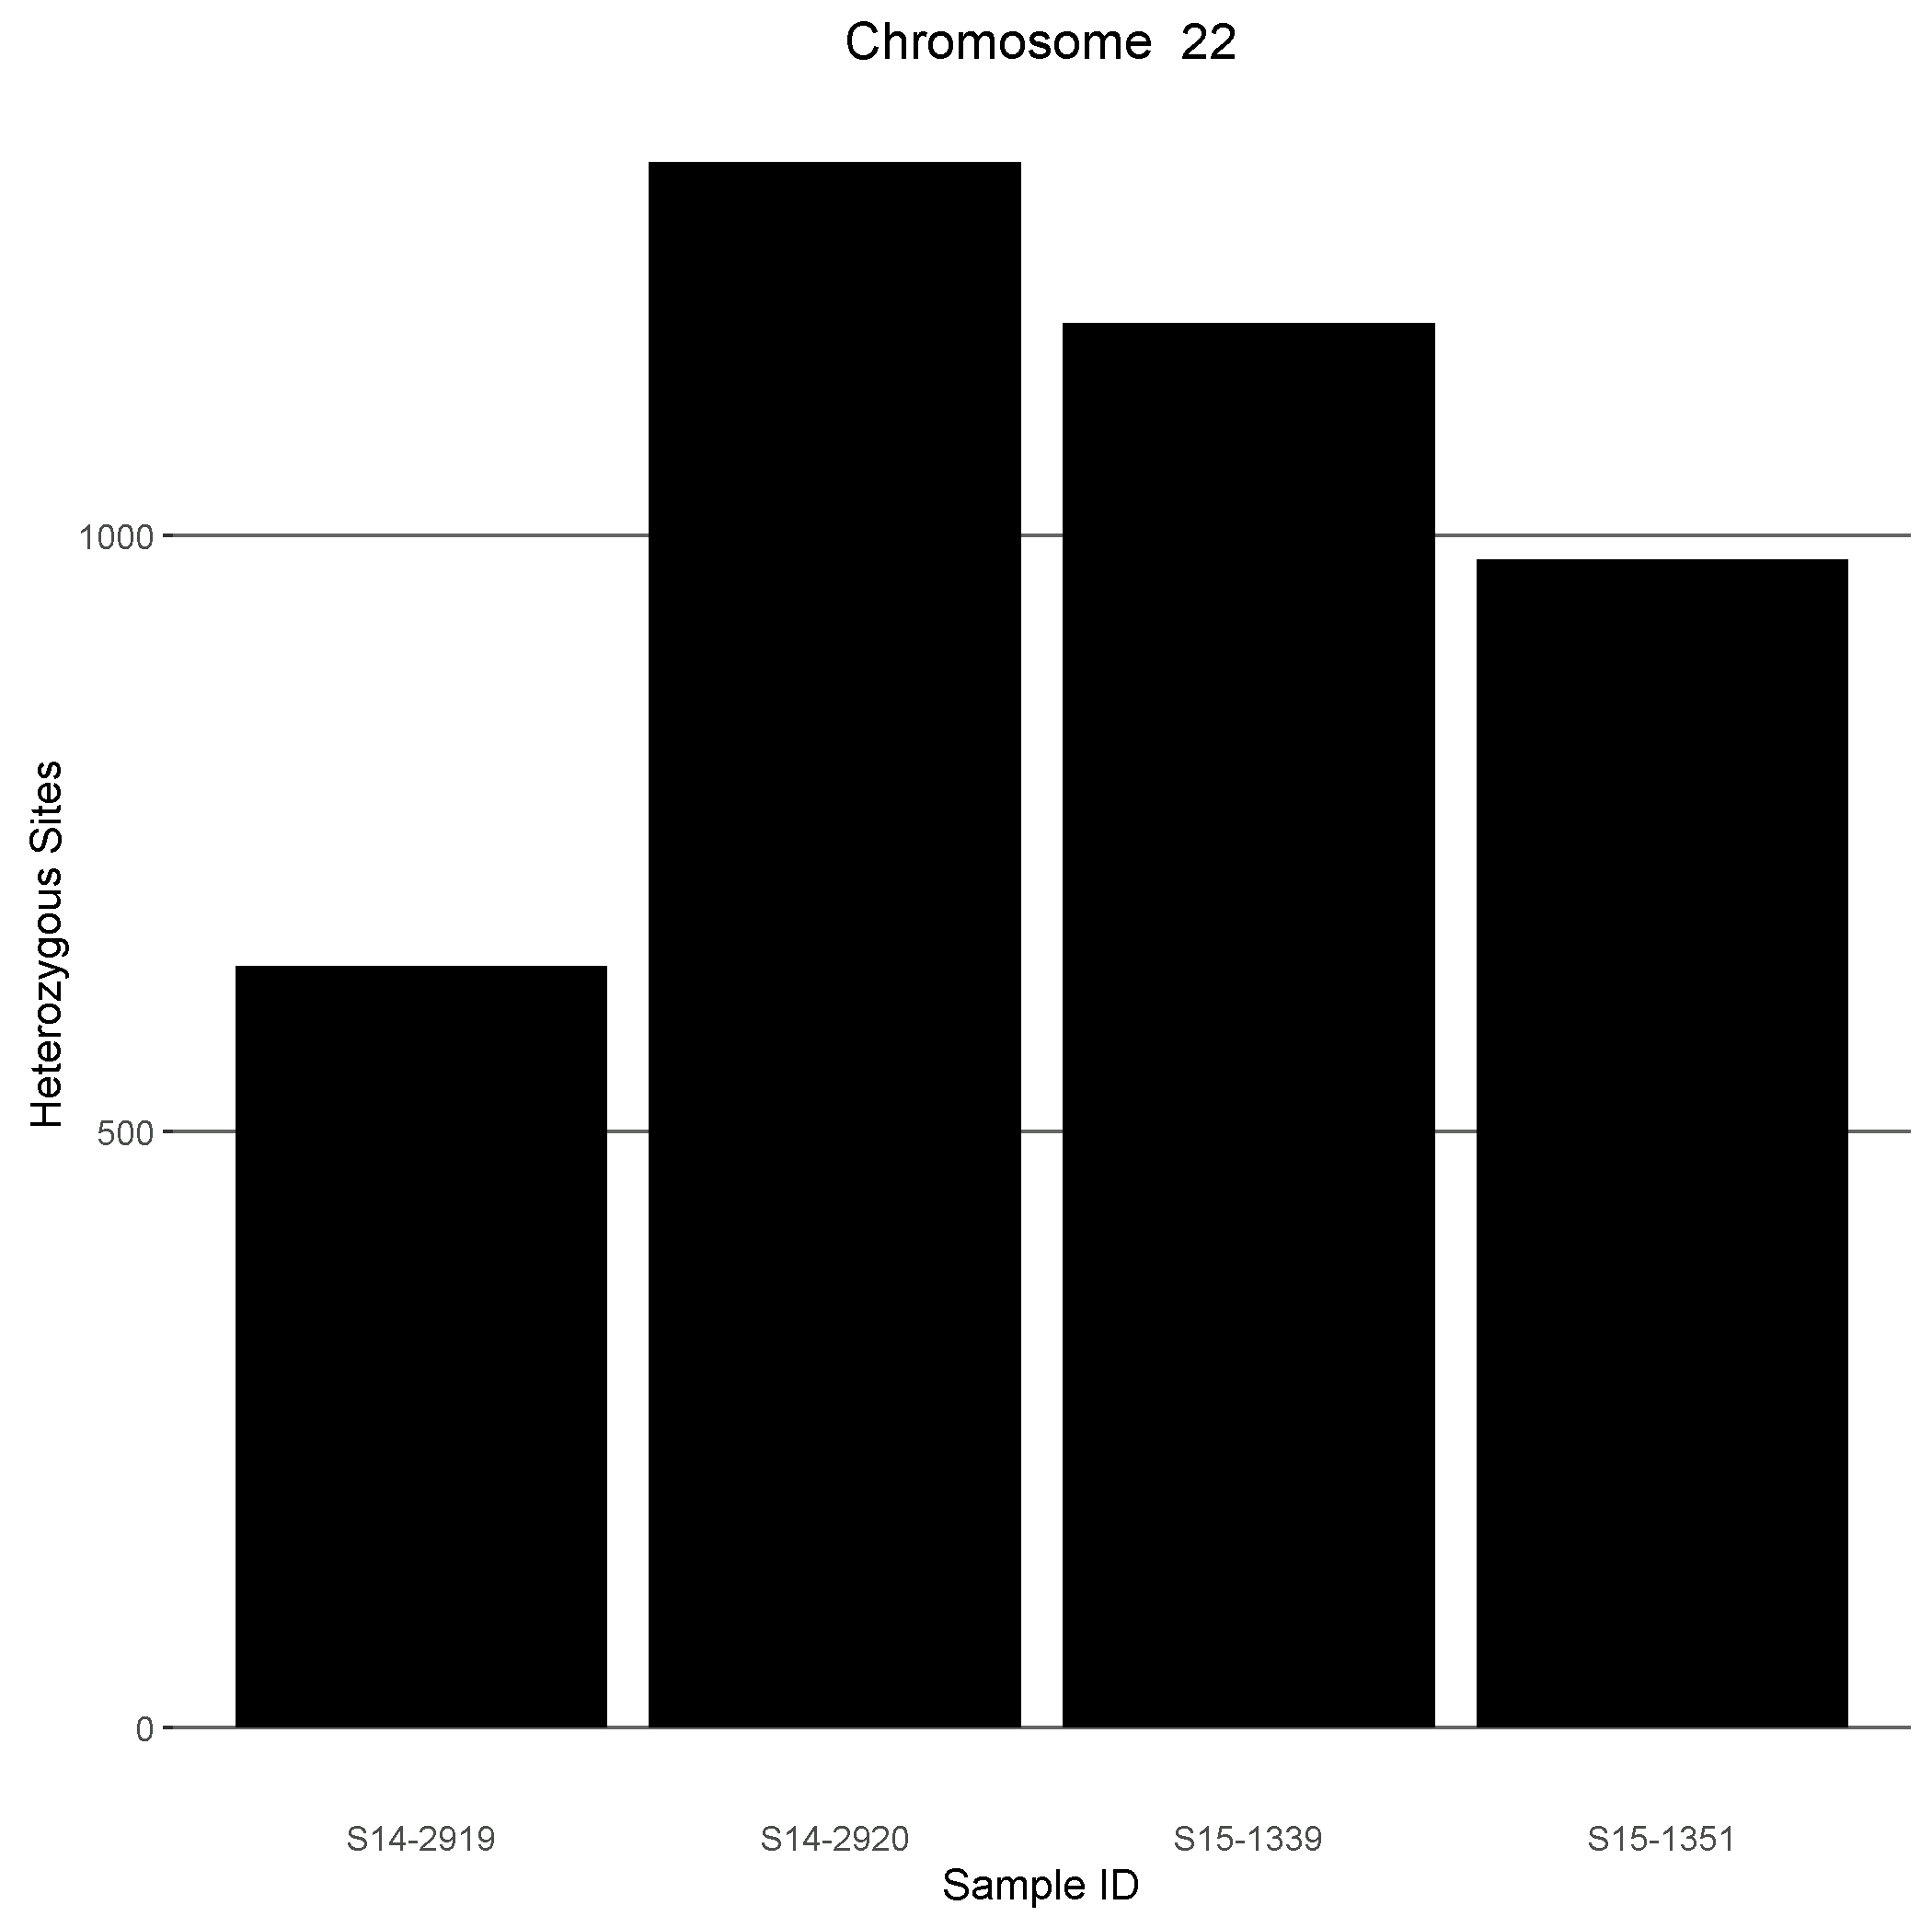 Chromosome  22
Heterozygous Sites
1000
500
0
S14-2919 S14-2920 S15-1339 S15-1351
Sample ID